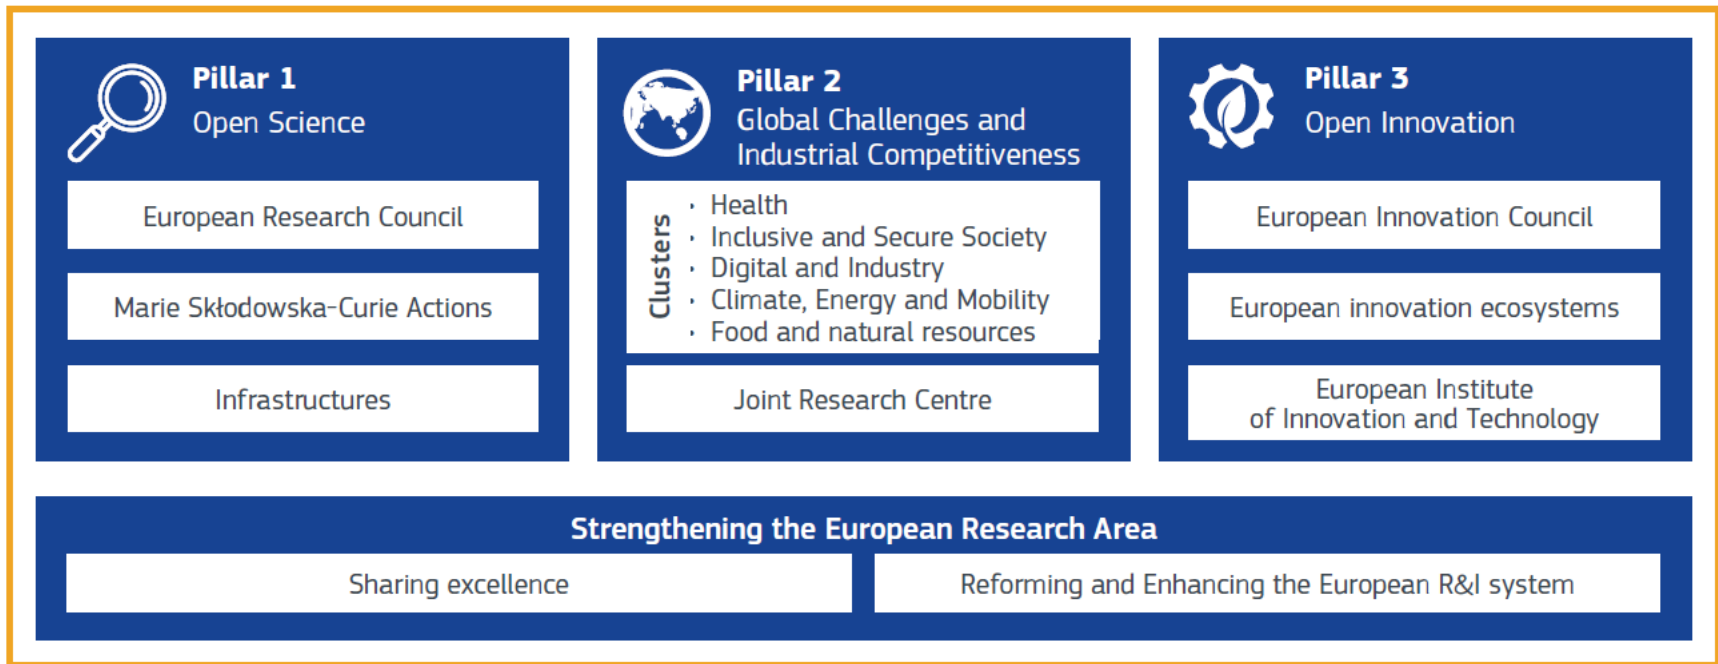 Pillar 1
Open Science
European Research Council
Marie Skłodowska-Curie Actions
Infrastructures
Pillar 2
Global Challenges and
Industrial Competitiveness
Clusters
· Health
· Inclusive and Secure Society
· Digital and Industry
· Climate, Energy and Mobility
· Food and natural resources
Joint Research Centre
Pillar 3
Open Innovation
European Innovation Council
European innovation ecosystems
European Institute
of Innovation and Technology
Strengthening the European Research Area
Sharing excellence
Reforming and Enhancing the European R&I system